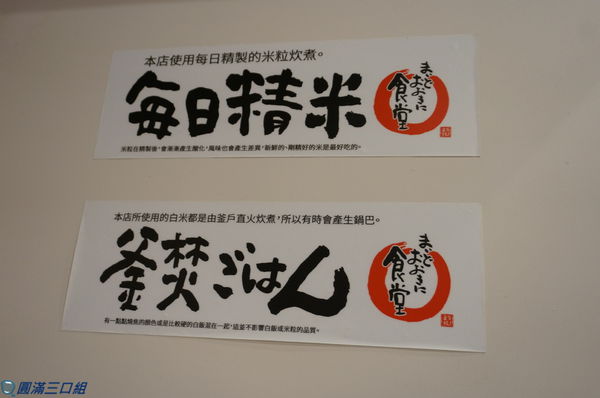 本店使用每日精製的米粒炊煮。
毎日精米
米粒在精製後，會漸漸產生酸化，風味也會產生差異，新鮮的、剛精好的米是最好吃的。
まいど
おおきに
食堂
本店所使用的白米都是由釜戶直火炊煮，所以有時會產生鍋巴。
釜焚ごはん
有一點點燒焦的顏色或是比較硬的白飯混在一起，這並不影響白飯或米粒的品質。
まいど
おおきに
食堂
圓滿三口組